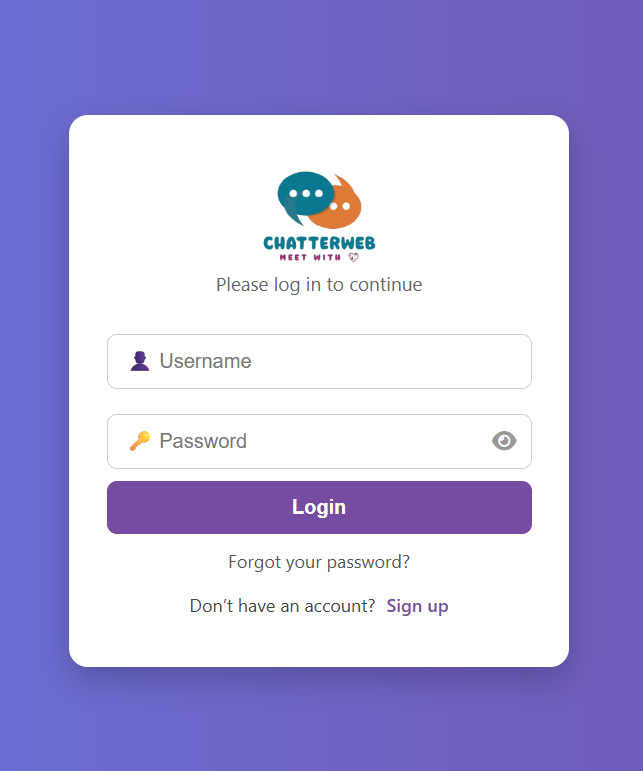 CHATTERWEB
MEET WITH
Please log in to continue
Username
Password
Login
Forgot your password?
Don't have an account? Sign up